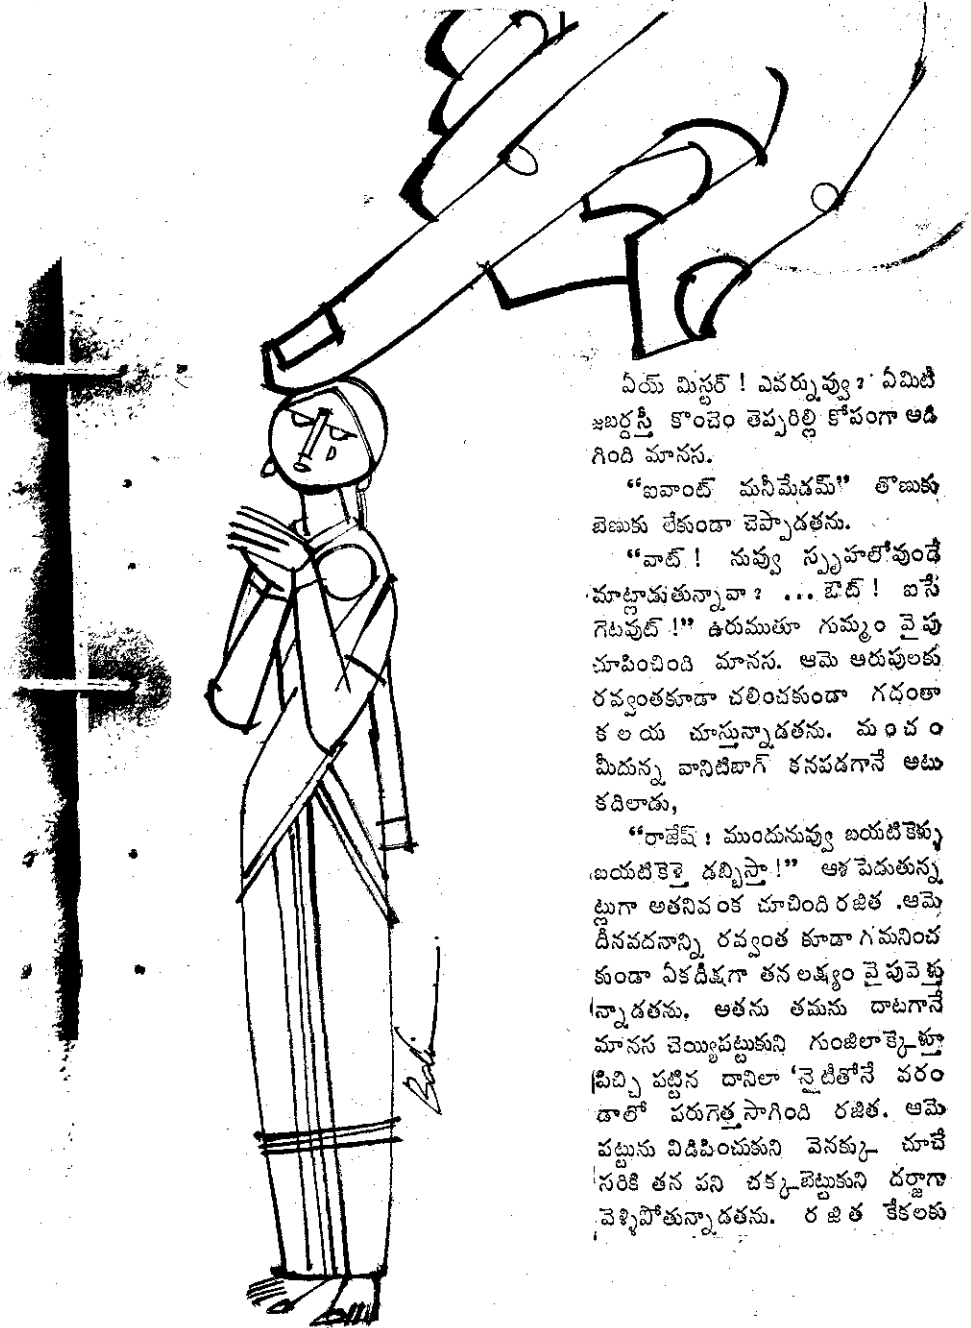 ఏయ్ మిస్టర్ ! ఎవర్నువ్వు ? ఏమిటీ
జబర్దస్తీ కొంచెం తెప్పరిల్లి కోపంగా అడి
గింది మానస.
“ఐవాంట్ మనీమేడమ్” తొణుకు
బెణుకు లేకుండా చెప్పాడతను.
“వాట్ ! నువ్వు స్పృహలోవుండే
మాట్లాడుతున్నావా ? ... ఔట్ ! ఐసే
గెటవుట్ !” ఉరుముతూ గుమ్మం వైపు
చూపించింది మానస. ఆమె ఆరుపులకు
రవ్వంతకూడా చలించకుండా గదంతా
కలయ చూస్తున్నాడతను. మంచం
మీదున్న వానిటిబాగ్ కనపడగానే అటు
కదిలాడు,
“రాజేష్ : ముందునువ్వు బయటికెళ్ళు
బయటికెళ్తె డబ్బిస్తా !” ఆశ పెడుతున్న
ట్లుగా అతనివంక చూచింది రజిత .ఆమె
దీనవదనాన్ని రవ్వంత కూడా గమనించ
కుండా ఏకదీక్షగా తన లక్ష్యం వైపువెళ్తు
న్నాడతను. అతను తమను దాటగానే
మానస చెయ్యిపట్టుకుని గుంజిలాక్కెళ్తూ
పిచ్చి పట్టిన దానిలా ‘నైటీతోనే వరం
డాలో పరుగెత్తసాగింది రజిత. ఆమె
పట్టును విడిపించుకుని వెనక్కు చూచే
సరికి తన పని చక్కబెట్టుకుని దర్జాగా
వెళ్ళిపోతున్నాడతను. రజిత కేకలకు
Bali